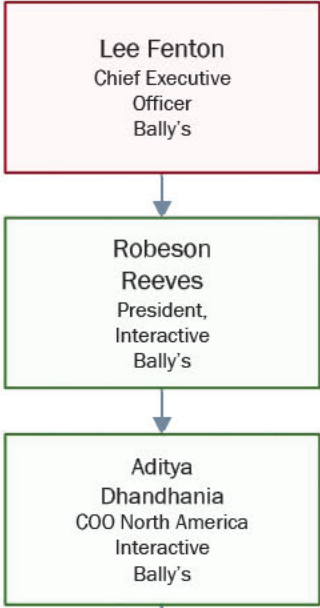 Lee Fenton
Chief Executive
Officer
Bally's
Robeson
Reeves
President,
Interactive
Bally's
Aditya
Dhandhania
COO North America
Interactive
Bally's